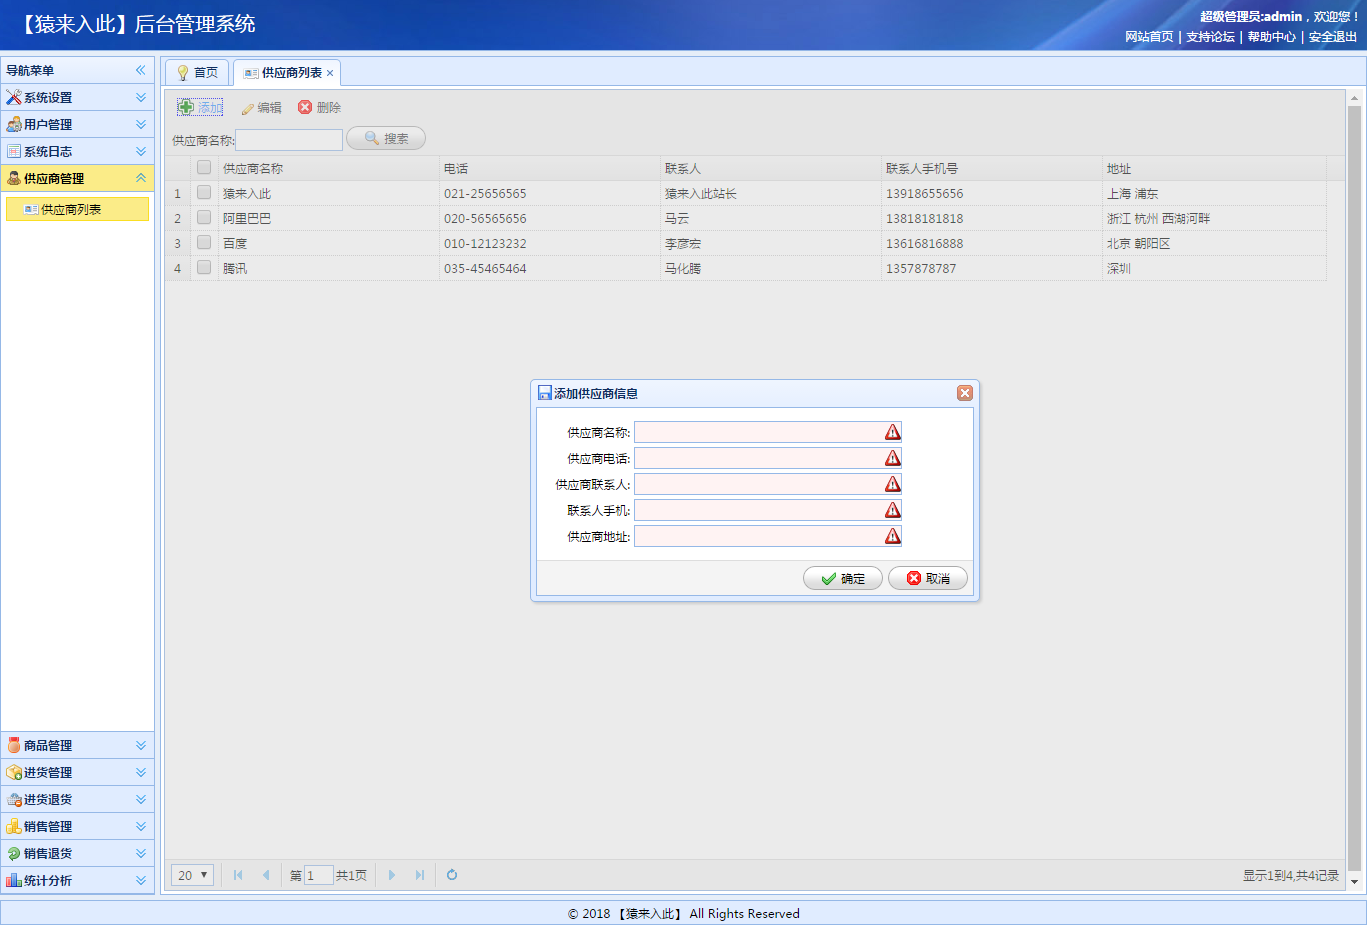 【猿来入此】后台管理系统
超级管理员:admin，欢迎您！
网站首页 | 支持论坛 | 帮助中心 | 安全退出
导航菜单
系统设置
用户管理
系统日志
供应商管理
供应商列表
商品管理
进货管理
进货退货
销售管理
销售退货
统计分析
首页 供应商列表
添加 编辑 删除
供应商名称: 搜索
供应商名称 电话 联系人 联系人手机号 地址
1 猿来入此 021-25656565 猿来入此站长 13918655656 上海 浦东
2 阿里巴巴 020-56565656 马云 13818181818 浙江 杭州 西湖河畔
3 百度 010-12123232 李彦宏 13616816888 北京 朝阳区
4 腾讯 035-45465464 马化腾 1357878787 深圳
添加供应商信息
供应商名称:
供应商电话:
供应商联系人:
联系人手机:
供应商地址:
确定 取消
20 第 1 共1页 显示1到4,共4记录
© 2018 【猿来入此】 All Rights Reserved